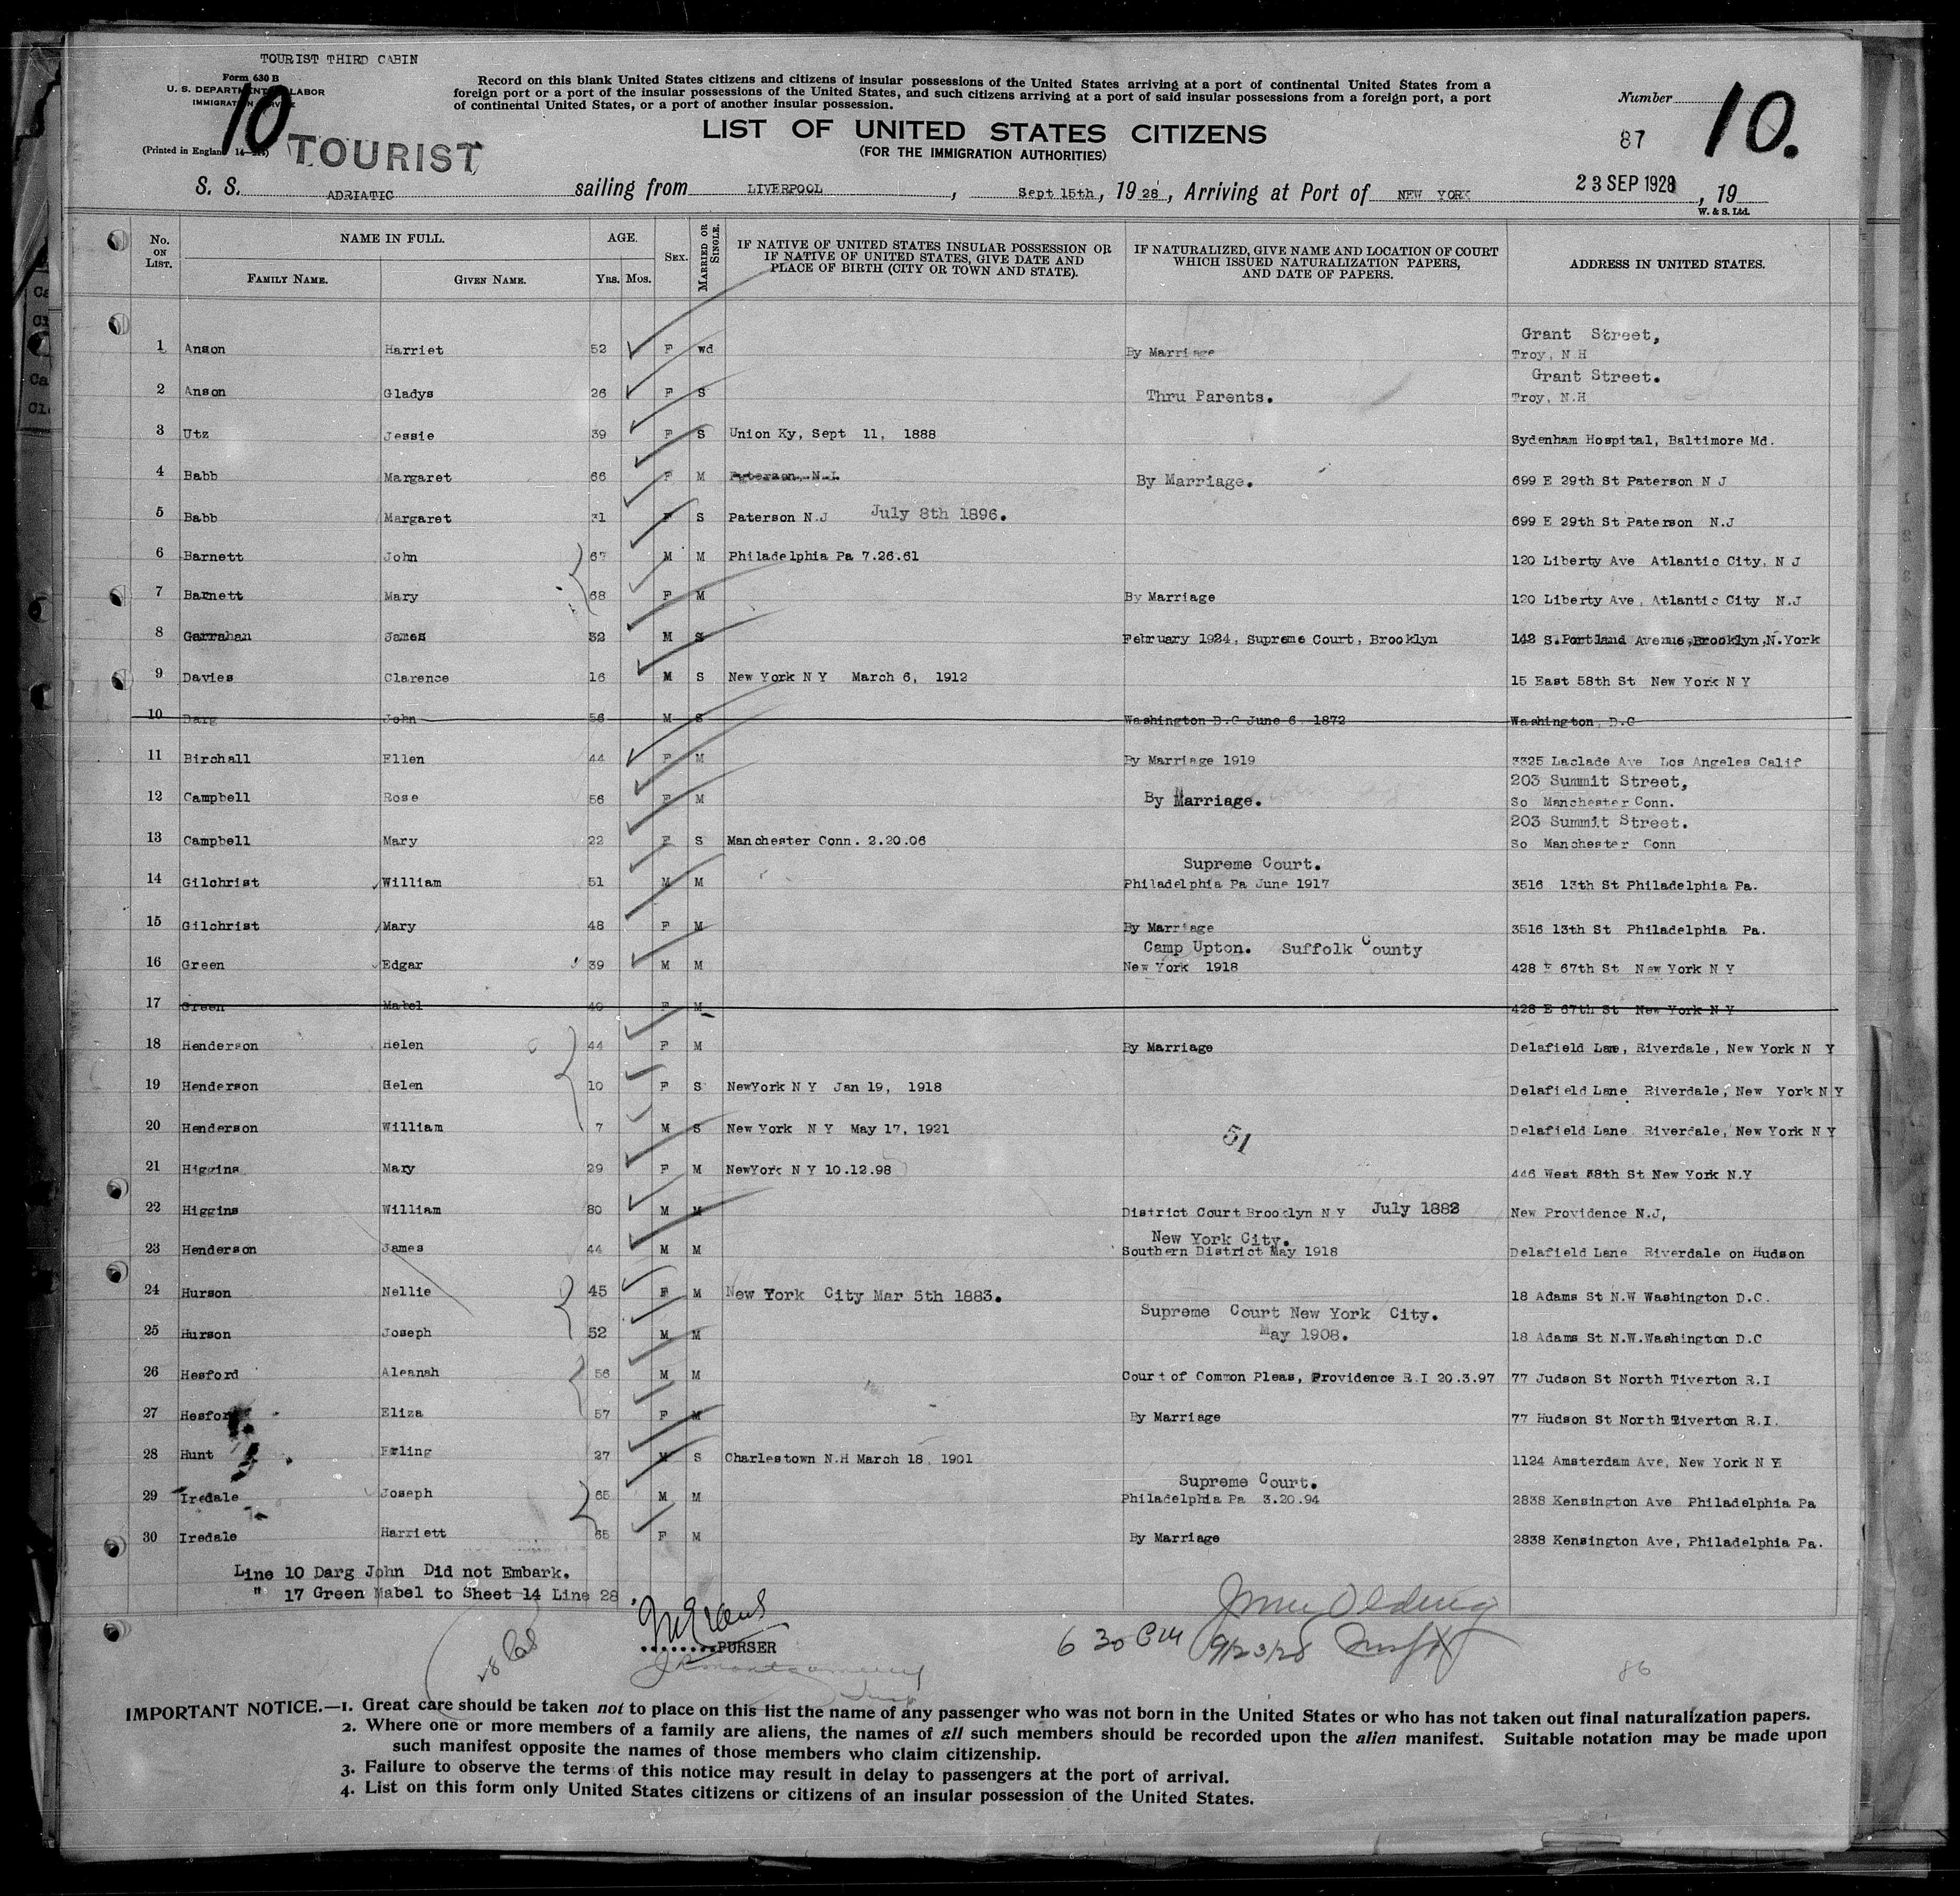 TOURIST THIRD CABIN
Form 630 B
U. S. DEPARTMENT LABOR
IMMIGRATION SERVICE
(Printed in England
10
TOURIST
Record on this blank United States citizens and citizens of insular possessions of the United States arriving at a port of continental United States from a
foreign port or a port of the insular possessions of the United States, and such citizens arriving at a port of said insular possessions from a foreign port, a port
of continental United States, or a port of another insular possession.
LIST OF UNITED STATES CITIZENS
(FOR THE IMMIGRATION AUTHORITIES)
Number
87
10.
S. S. ADRIATIC sailing from LIVERPOOL, Sept 15th, 1928, Arriving at Port of NEW YORK 23 SEP 1928, 19
W. & S. Ltd.
No. ON LIST. NAME IN FULL. FAMILY NAME. GIVEN NAME. AGE. YRS. MOS. SEX. MARRIED OR SINGLE. IF NATIVE OF UNITED STATES INSULAR POSSESSION OR IF NATIVE OF UNITED STATES, GIVE DATE AND PLACE OF BIRTH (CITY OR TOWN AND STATE). IF NATURALIZED, GIVE NAME AND LOCATION OF COURT WHICH ISSUED NATURALIZATION PAPERS, AND DATE OF PAPERS. ADDRESS IN UNITED STATES.
Grant Street,
1 Anson Harriet 52 F wd By Marriage Troy, N H
Grant Street.
2 Anson Gladys 26 F S Thru Parents. Troy, N.H
3 Utz Jessie 39 F S Union Ky, Sept 11, 1888 Sydenham Hospital, Baltimore Md.
4 Babb Margaret 66 F M Paterson, N.J. By Marriage. 699 E 29th St Paterson N J
5 Babb Margaret 31 F S Paterson N.J July 8th 1896. 699 E 29th St Paterson N.J
6 Barnett John 67 M M Philadelphia Pa 7.26.61 120 Liberty Ave Atlantic City, N J
7 Barnett Mary 68 F M By Marriage 120 Liberty Ave, Atlantic City N.J
8 Garrahan James 32 M S February 1924, Supreme Court, Brooklyn 142 S.Portland Avenue, Brooklyn, N.York
9 Davies Clarence 16 M S New York N Y March 6, 1912 15 East 58th St New York N Y
10 Darg John 56 M S Washington D.C June 6 1872 Washington, D.C
11 Birchall Ellen 44 F M By Marriage 1919 3325 Laclade Ave Los Angeles Calif
203 Summit Street,
12 Campbell Rose 56 F M By Marriage. So Manchester Conn.
203 Summit Street.
13 Campbell Mary 22 F S Manchester Conn. 2.20.06 So Manchester Conn
Supreme Court.
14 Gilchrist William 51 M M Philadelphia Pa June 1917 3516 13th St Philadelphia Pa.
15 Gilchrist Mary 48 F M By Marriage 3516 13th St Philadelphia Pa.
Camp Upton. Suffolk County
16 Green Edgar 39 M M New York 1918 428 E 67th St New York N Y
17 Green Mabel 40 F M 428 E 67th St New York N Y
18 Henderson Helen 44 F M By Marriage Delafield Lane, Riverdale, New York N Y
19 Henderson Helen 10 F S NewYork N Y Jan 19, 1918 Delafield Lane Riverdale, New York N Y
20 Henderson William 7 M S New York N Y May 17, 1921 51 Delafield Lane Riverdale, New York N Y
21 Higgins Mary 29 F M NewYork N Y 10.12.98 446 West 58th St New York N.Y
22 Higgins William 80 M M District Court Brooklyn N Y July 1882 New Providence N.J,
New York City.
23 Henderson James 44 M M Southern District May 1918 Delafield Lane Riverdale on Hudson
24 Hurson Nellie 45 F M New York City Mar 5th 1883. 18 Adams St N.W Washington D.C.
Supreme Court New York City.
25 Hurson Joseph 52 M M May 1908. 18 Adams St N.W.Washington D.C
26 Hesford Aleanah 56 M M Court of Common Pleas, Providence R.I 20.3.97 77 Judson St North Tiverton R.I
27 Hesford Eliza 57 F M By Marriage 77 Hudson St North Tiverton R.I.
28 Hunt Erling 27 M S Charlestown N.H March 18, 1901 1124 Amsterdam Ave, New York N Y
Supreme Court.
29 Iredale Joseph 65 M M Philadelphia Pa 3.20.94 2838 Kensington Ave Philadelphia Pa
30 Iredale Harriett 65 F M By Marriage 2838 Kensington Ave, Philadelphia Pa.
Line 10 Darg John Did not Embark.
" 17 Green Mabel to Sheet 14 Line 28
PURSER
6 30 PM 9/23/28
86
IMPORTANT NOTICE.—1. Great care should be taken not to place on this list the name of any passenger who was not born in the United States or who has not taken out final naturalization papers.
2. Where one or more members of a family are aliens, the names of all such members should be recorded upon the alien manifest. Suitable notation may be made upon
such manifest opposite the names of those members who claim citizenship.
3. Failure to observe the terms of this notice may result in delay to passengers at the port of arrival.
4. List on this form only United States citizens or citizens of an insular possession of the United States.